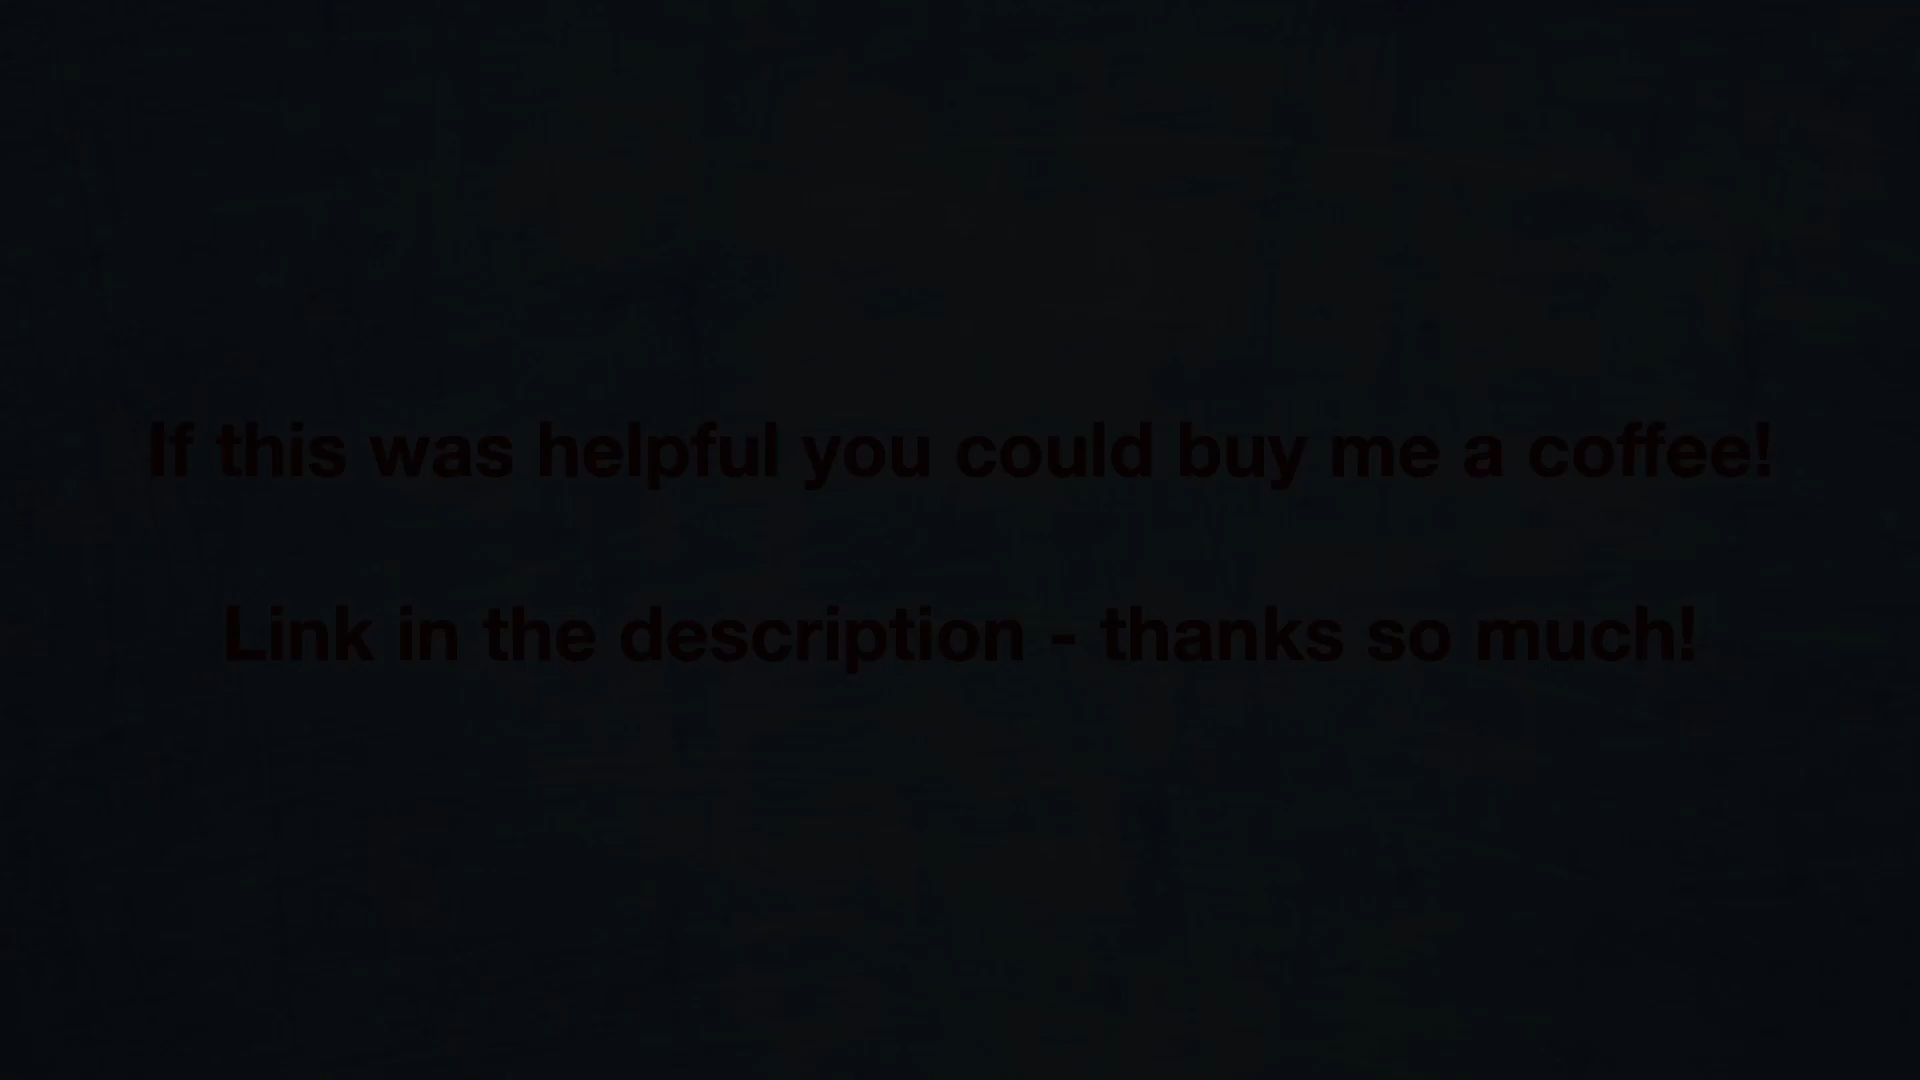 If this was helpful you could buy me a coffee!
Link in the description - thanks so much!